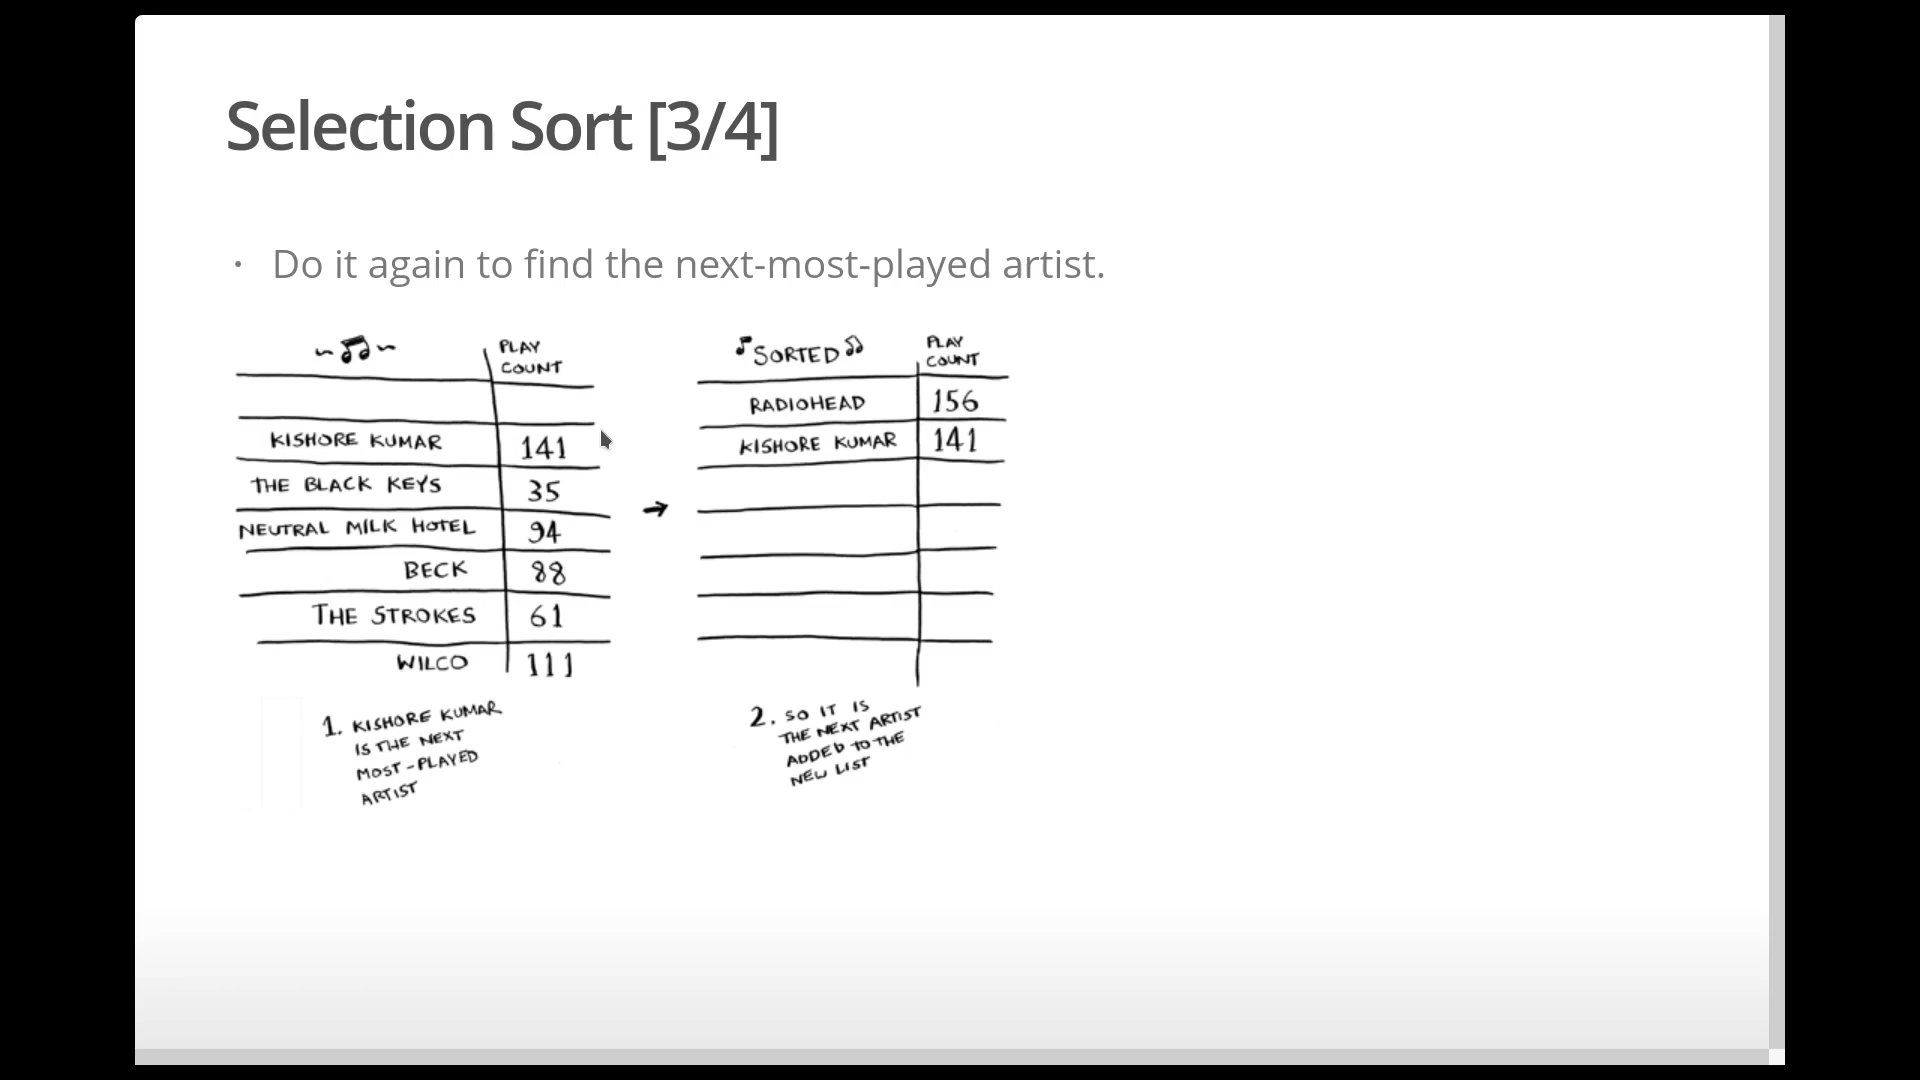 Selection Sort [3/4]
· Do it again to find the next-most-played artist.
PLAY
COUNT
KISHORE KUMAR 141
THE BLACK KEYS 35
NEUTRAL MILK HOTEL 94
BECK 88
THE STROKES 61
WILCO 111
SORTED PLAY
COUNT
RADIOHEAD 156
KISHORE KUMAR 141
1. KISHORE KUMAR
IS THE NEXT
MOST-PLAYED
ARTIST
2. SO IT IS
THE NEXT ARTIST
ADDED TO THE
NEW LIST